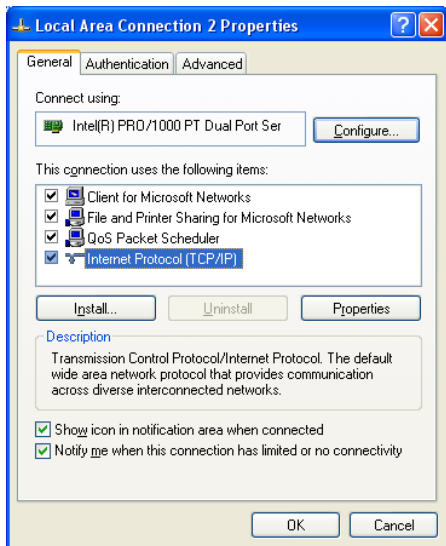 Local Area Connection 2 Properties
General Authentication Advanced
Connect using:
Intel(R) PRO/1000 PT Dual Port Ser
Configure...
This connection uses the following items:
Client for Microsoft Networks
File and Printer Sharing for Microsoft Networks
QoS Packet Scheduler
Internet Protocol (TCP/IP)
Install... Uninstall Properties
Description
Transmission Control Protocol/Internet Protocol. The default
wide area network protocol that provides communication
across diverse interconnected networks.
Show icon in notification area when connected
Notify me when this connection has limited or no connectivity
OK Cancel